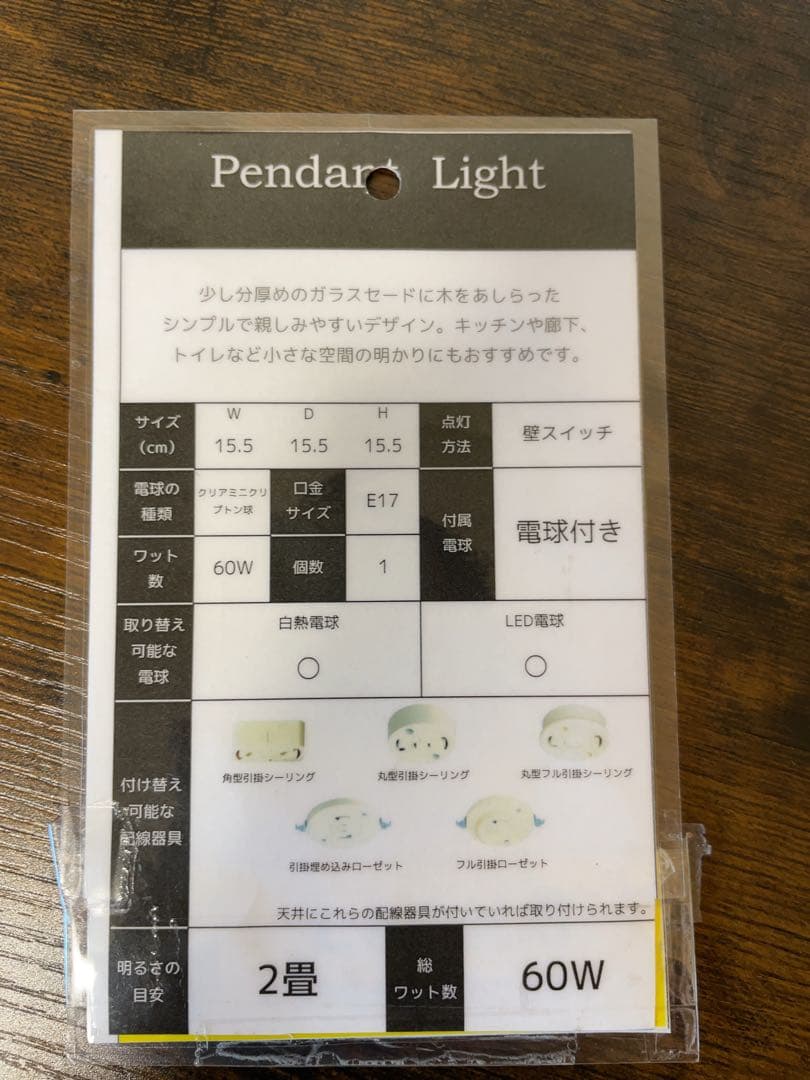 Pendant Light
少し分厚めのガラスセードに木をあしらった
シンプルで親しみやすいデザイン。キッチンや廊下、
トイレなど小さな空間の明かりにもおすすめです。
サイズ
(cm)
W
15.5
D
15.5
H
15.5
点灯
方法
壁スイッチ
電球の
種類
クリアミニクリ
プトン球
口金
サイズ
E17
付属
電球
電球付き
ワット
数
60W
個数
1
取り替え
可能な
電球
白熱電球
○
LED電球
○
付け替え
可能な
配線器具
角型引掛シーリング
丸型引掛シーリング
丸型フル引掛シーリング
引掛埋め込みローゼット
フル引掛ローゼット
天井にこれらの配線器具が付いていれば取り付けられます。
明るさの
目安
2畳
総
ワット数
60W